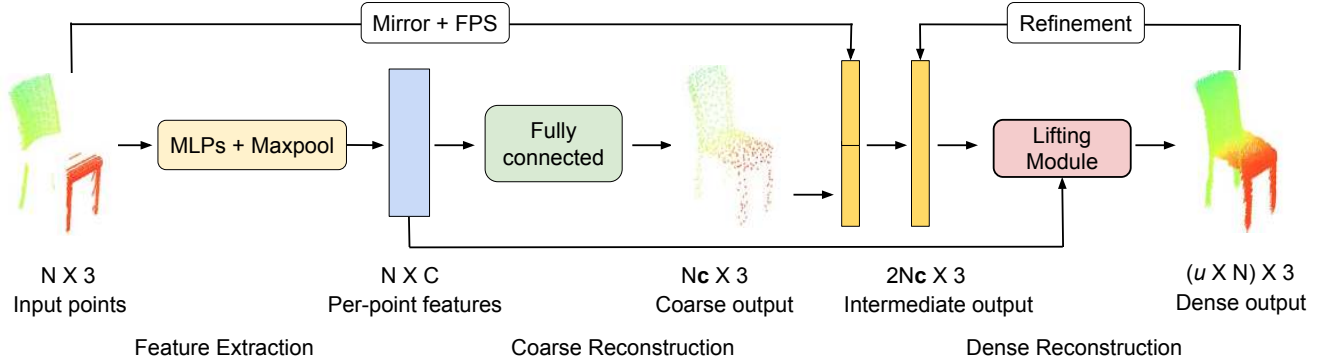 Mirror + FPS
Refinement
MLPs + Maxpool
Fully
connected
Lifting
Module
N X 3
Input points
N X C
Per-point features
Nc X 3
Coarse output
2Nc X 3
Intermediate output
(u X N) X 3
Dense output
Feature Extraction
Coarse Reconstruction
Dense Reconstruction